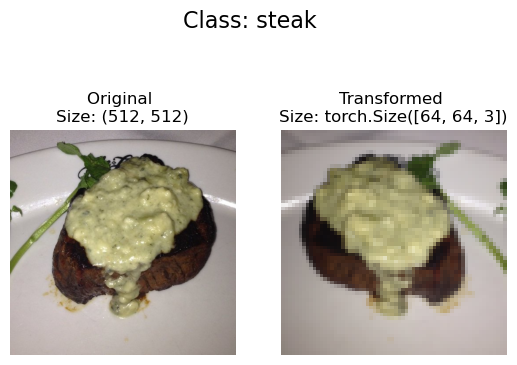 Class: steak
Original
Size: (512, 512)
Transformed
Size: torch.Size([64, 64, 3])